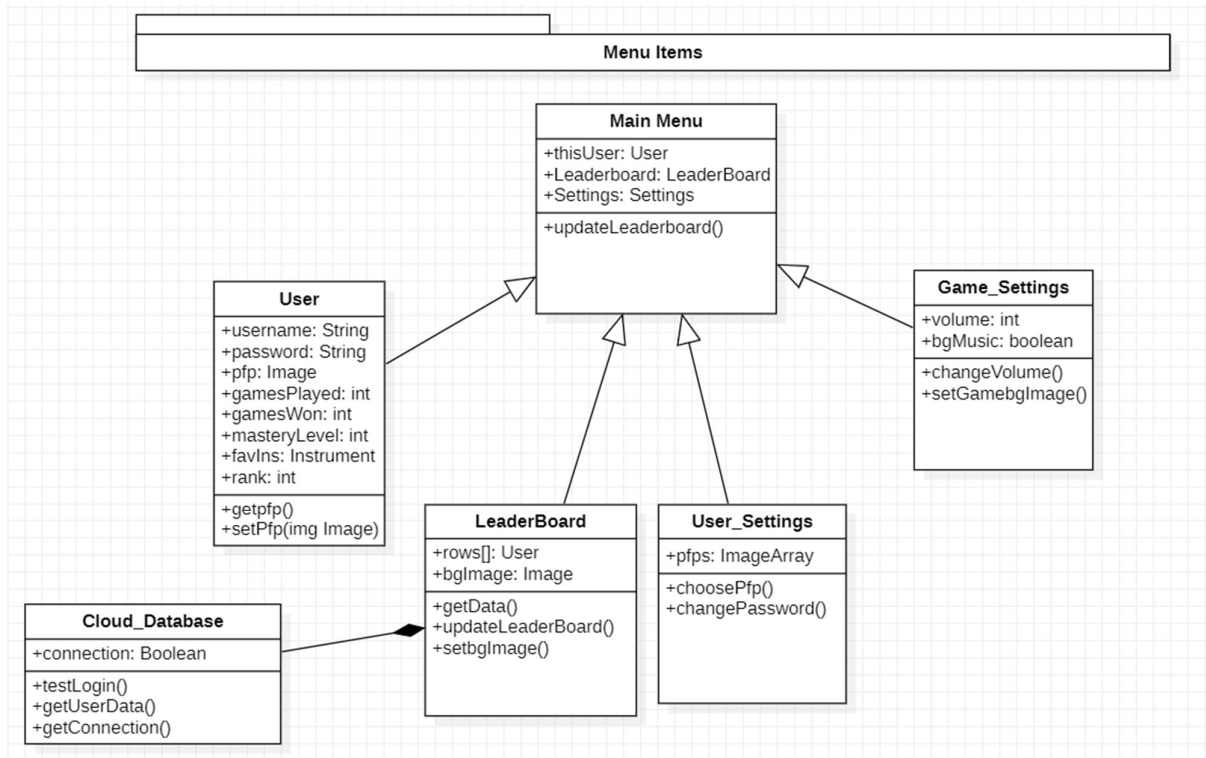 Menu Items
Main Menu
+thisUser: User
+Leaderboard: LeaderBoard
+Settings: Settings
+updateLeaderboard()
User
+username: String
+password: String
+pfp: Image
+gamesPlayed: int
+gamesWon: int
+masteryLevel: int
+favIns: Instrument
+rank: int
+getpfp()
+setPfp(img Image)
Game_Settings
+volume: int
+bgMusic: boolean
+changeVolume()
+setGamebgImage()
LeaderBoard
+rows[]: User
+bgImage: Image
+getData()
+updateLeaderBoard()
+setbgImage()
User_Settings
+pfps: ImageArray
+choosePfp()
+changePassword()
Cloud_Database
+connection: Boolean
+testLogin()
+getUserData()
+getConnection()